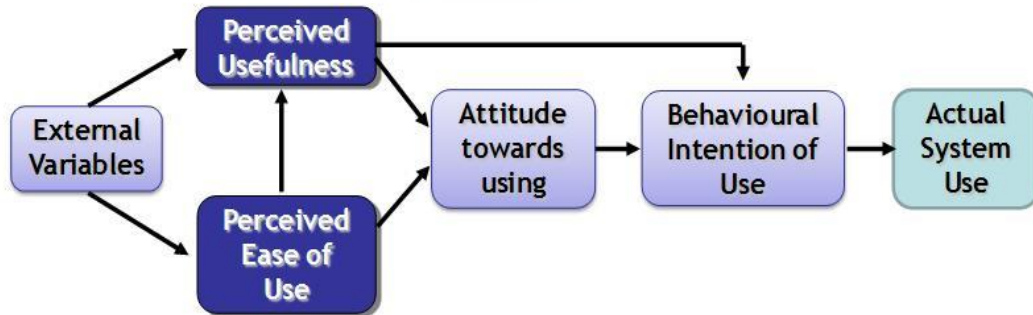 Perceived
Usefulness
External
Variables
Perceived
Ease of
Use
Attitude
towards
using
Behavioural
Intention of
Use
Actual
System
Use